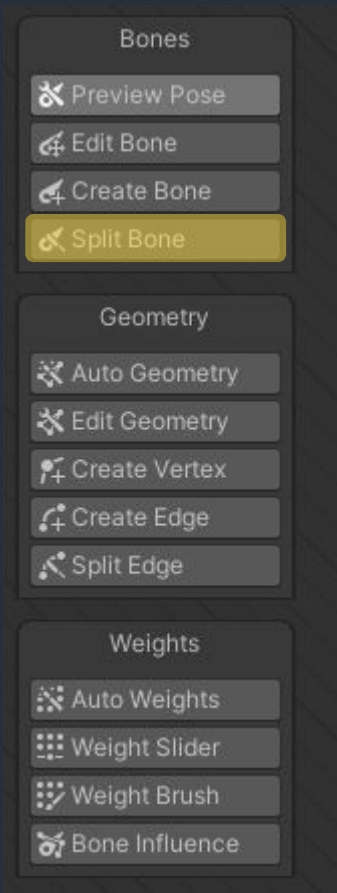 Bones
Preview Pose
Edit Bone
Create Bone
Split Bone
Geometry
Auto Geometry
Edit Geometry
Create Vertex
Create Edge
Split Edge
Weights
Auto Weights
Weight Slider
Weight Brush
Bone Influence